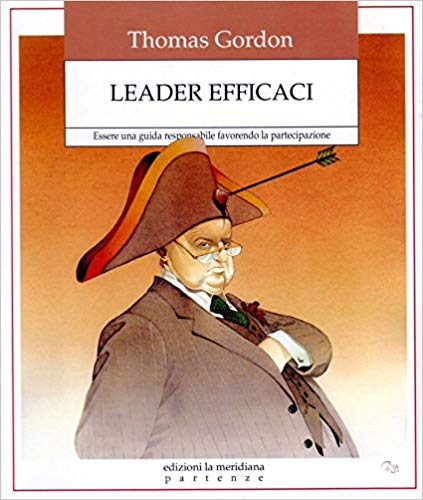 Thomas Gordon
LEADER EFFICACI
Essere una guida responsabile favorendo la partecipazione
edizioni la meridiana
partenze